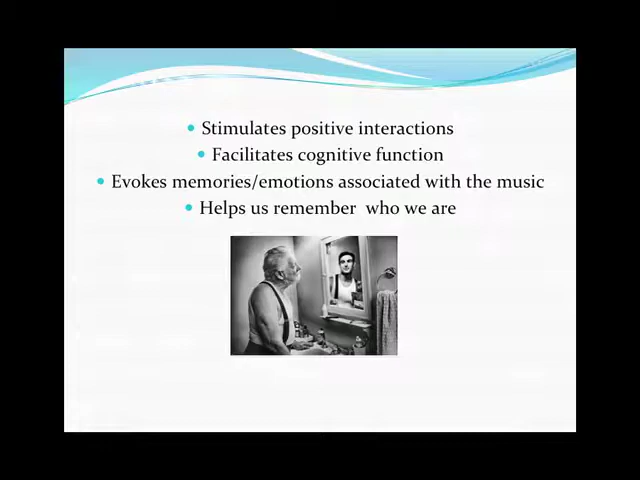 • Stimulates positive interactions
• Facilitates cognitive function
• Evokes memories/emotions associated with the music
• Helps us remember who we are